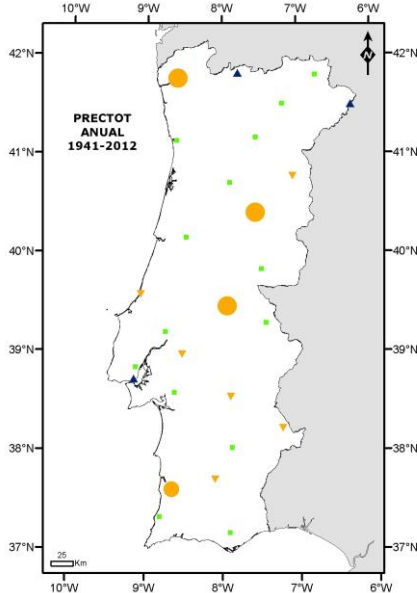 10°W 9°W 8°W 7°W 6°W
42°N 42°N
N
PRECTOT
ANUAL
1941-2012
41°N 41°N
40°N 40°N
39°N 39°N
38°N 38°N
37°N 37°N
25
Km
10°W 9°W 8°W 7°W 6°W